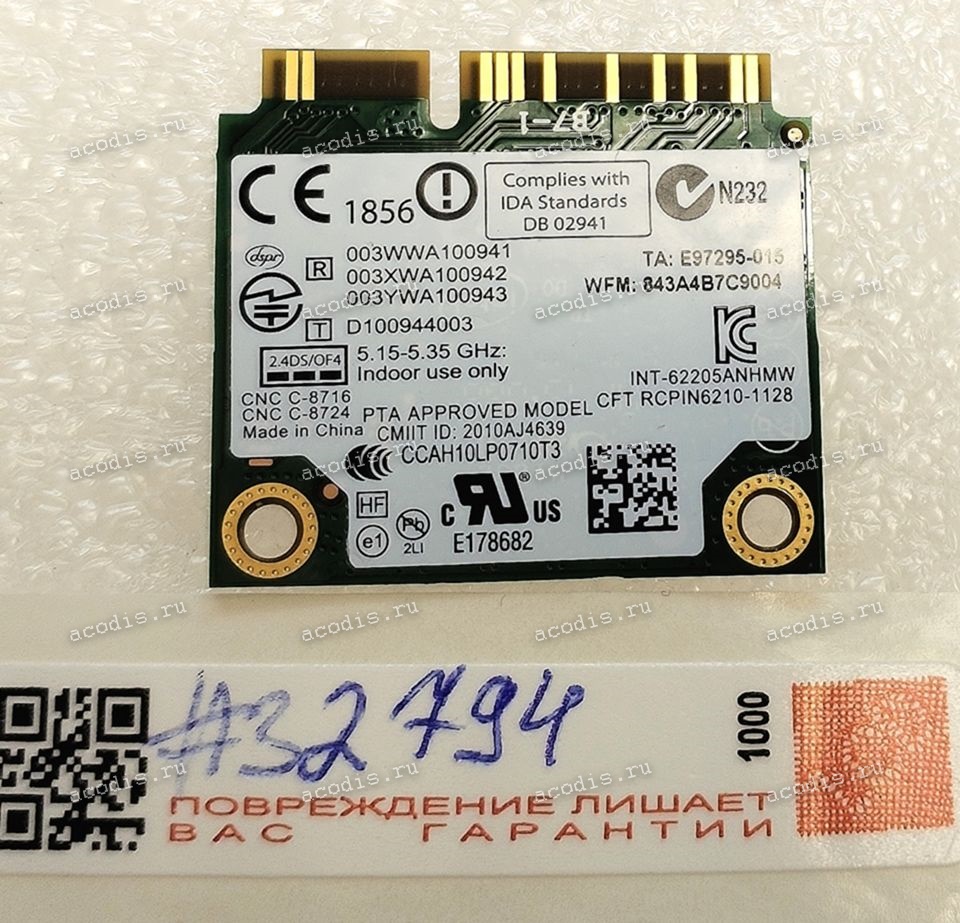 B7-1
CE 1856
Complies with
IDA Standards
DB 02941
N232
dspr
R
003WWA100941
003XWA100942
003YWA100943
T D100944003
TA: E97295-015
WFM: 843A4B7C9004
2.4DS/OF4
5.15-5.35 GHz:
Indoor use only
INT-62205ANHMW
CNC C-8716
CNC C-8724
PTA APPROVED MODEL
CFT RCPIN6210-1128
Made in China
CMIIT ID: 2010AJ4639
CCAH10LP0710T3
HF
e1
Pb
2LI
c RU ® US
E178682
#32794
1000
ПОВРЕЖДЕНИЕ ЛИШАЕТ
ВАС ГАРАНТИИ
acodis.ru